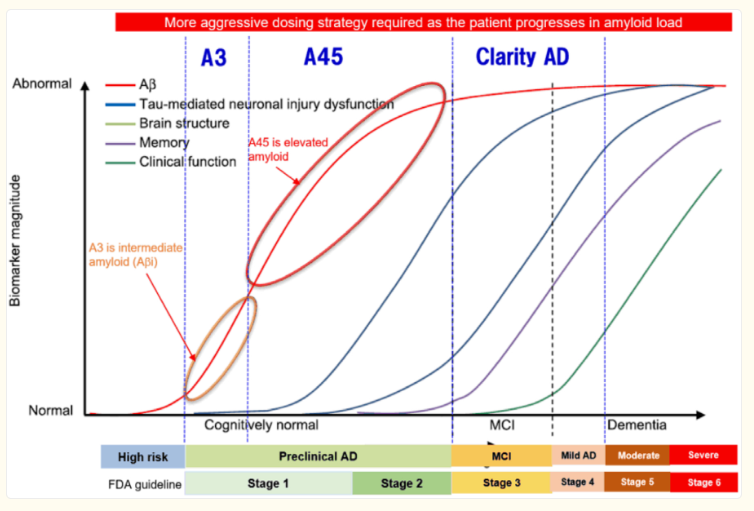 More aggressive dosing strategy required as the patient progresses in amyloid load
A3
A45
Clarity AD
Abnormal
Aβ
Tau-mediated neuronal injury dysfunction
Brain structure
Memory
Clinical function
A45 is elevated
amyloid
A3 is intermediate
amyloid (Aβi)
Biomarker magnitude
Normal
Cognitively normal
MCI
Dementia
High risk
Preclinical AD
MCI
Mild AD
Moderate
Severe
FDA guideline
Stage 1
Stage 2
Stage 3
Stage 4
Stage 5
Stage 6